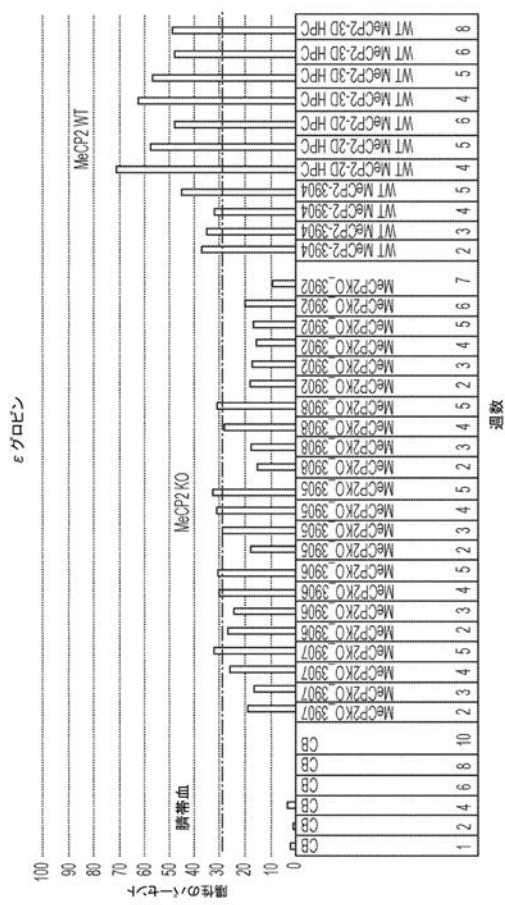 ε グロビン
陽性のパーセント
100
90
80
70
60
50
40
30
20
10
0
臍帯血
MeCP2 KO
MeCP2 WT
CB 1
CB 2
CB 4
CB 6
CB 8
CB 10
MeCP2KO_3907 2
MeCP2KO_3907 3
MeCP2KO_3907 4
MeCP2KO_3907 5
MeCP2KO_3906 2
MeCP2KO_3906 3
MeCP2KO_3906 4
MeCP2KO_3906 5
MeCP2KO_3905 2
MeCP2KO_3905 3
MeCP2KO_3905 4
MeCP2KO_3905 5
MeCP2KO_3908 2
MeCP2KO_3908 3
MeCP2KO_3908 4
MeCP2KO_3908 5
MeCP2KO_3902 2
MeCP2KO_3902 3
MeCP2KO_3902 4
MeCP2KO_3902 5
MeCP2KO_3902 6
MeCP2KO_3902 7
WT MeCP2-3904 2
WT MeCP2-3904 3
WT MeCP2-3904 4
WT MeCP2-3904 5
WT MeCP2-2D HPC 4
WT MeCP2-2D HPC 5
WT MeCP2-2D HPC 6
WT MeCP2-3D HPC 4
WT MeCP2-3D HPC 5
WT MeCP2-3D HPC 6
WT MeCP2-3D HPC 8
週数